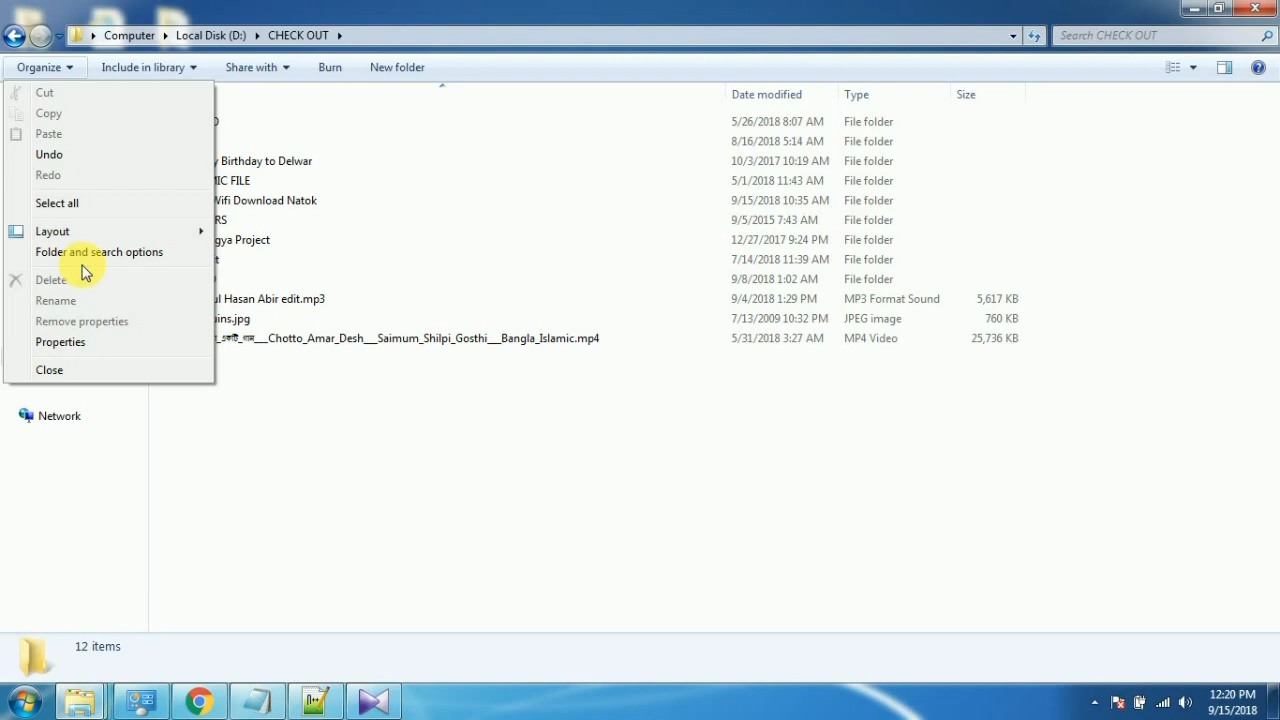 Computer Local Disk (D:) CHECK OUT Search CHECK OUT
Organize Include in library Share with Burn New folder
Date modified Type Size
Cut
Copy
Paste
Undo
Redo
Select all
Layout
Folder and search options
Delete
Rename
Remove properties
Properties
Close
5/26/2018 8:07 AM File folder
8/16/2018 5:14 AM File folder
Birthday to Delwar 10/3/2017 10:19 AM File folder
FILE 5/1/2018 11:43 AM File folder
Wifi Download Natok 9/15/2018 10:35 AM File folder
9/5/2015 7:43 AM File folder
Project 12/27/2017 9:24 PM File folder
7/14/2018 11:39 AM File folder
9/8/2018 1:02 AM File folder
Hasan Abir edit.mp3 9/4/2018 1:29 PM MP3 Format Sound 5,617 KB
uins.jpg 7/13/2009 10:32 PM JPEG image 760 KB
একটি_গান___Chotto_Amar_Desh___Saimum_Shilpi_Gosthi___Bangla_Islamic.mp4 5/31/2018 3:27 AM MP4 Video 25,736 KB
Network
12 items
12:20 PM
9/15/2018